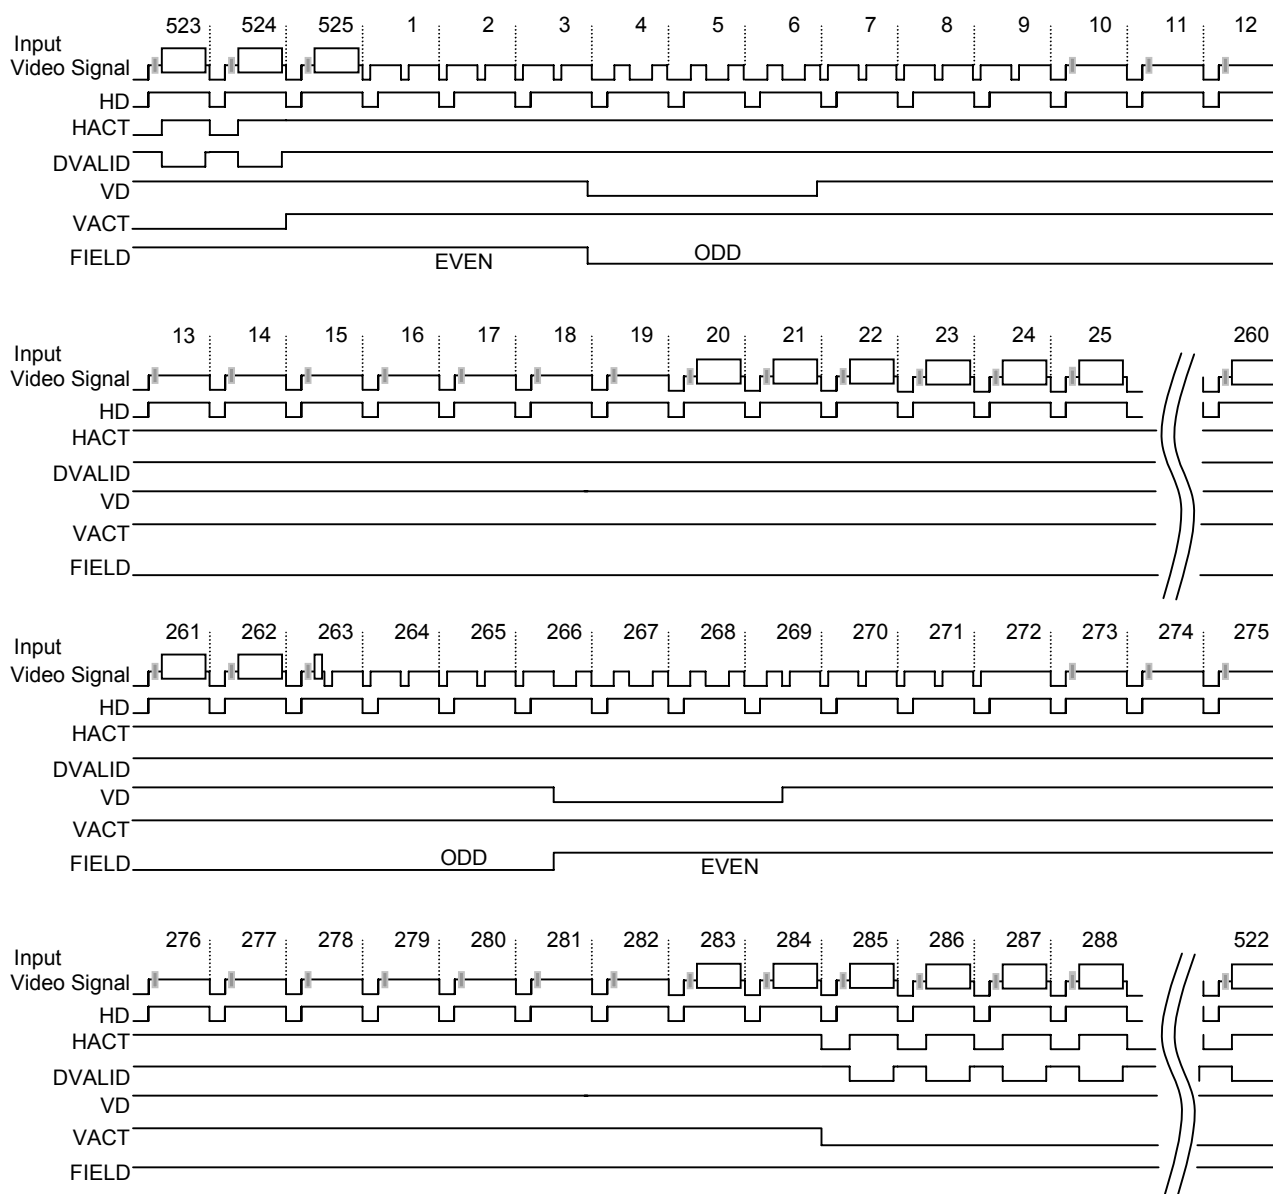 523 524 525 1 2 3 4 5 6 7 8 9 10 11 12
Input
Video Signal
HD
HACT
DVALID
VD
VACT
FIELD
EVEN ODD
13 14 15 16 17 18 19 20 21 22 23 24 25 260
Input
Video Signal
HD
HACT
DVALID
VD
VACT
FIELD
261 262 263 264 265 266 267 268 269 270 271 272 273 274 275
Input
Video Signal
HD
HACT
DVALID
VD
VACT
FIELD ODD EVEN
276 277 278 279 280 281 282 283 284 285 286 287 288 522
Input
Video Signal
HD
HACT
DVALID
VD
VACT
FIELD